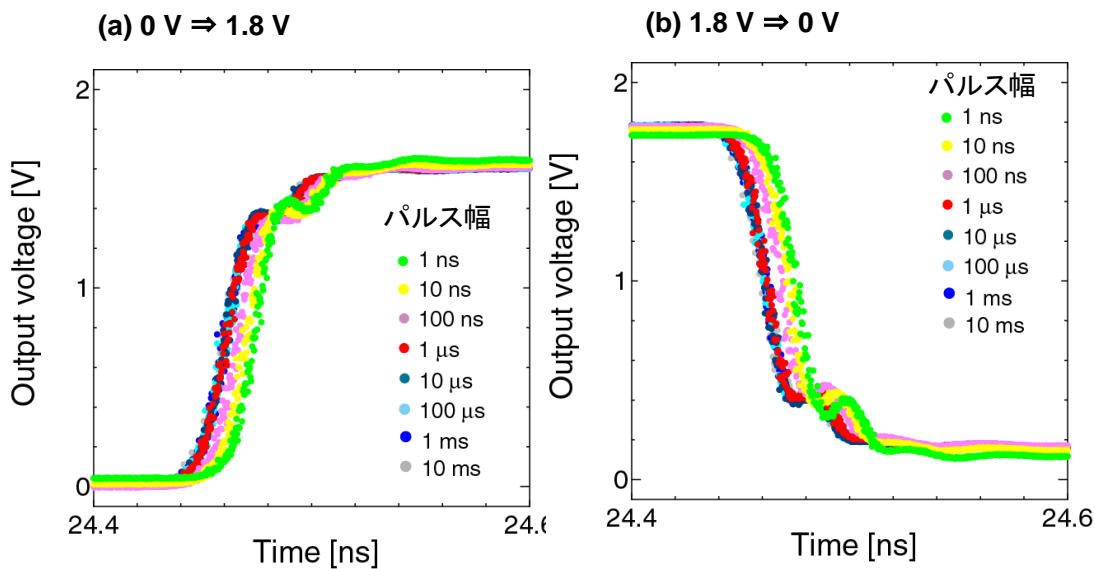 (a) 0 V ⇒ 1.8 V
2
1
0
Output voltage [V]
パルス幅
1 ns
10 ns
100 ns
1 μs
10 μs
100 μs
1 ms
10 ms
24.4
24.6
Time [ns]
(b) 1.8 V ⇒ 0 V
2
1
0
Output voltage [V]
パルス幅
1 ns
10 ns
100 ns
1 μs
10 μs
100 μs
1 ms
10 ms
24.4
24.6
Time [ns]